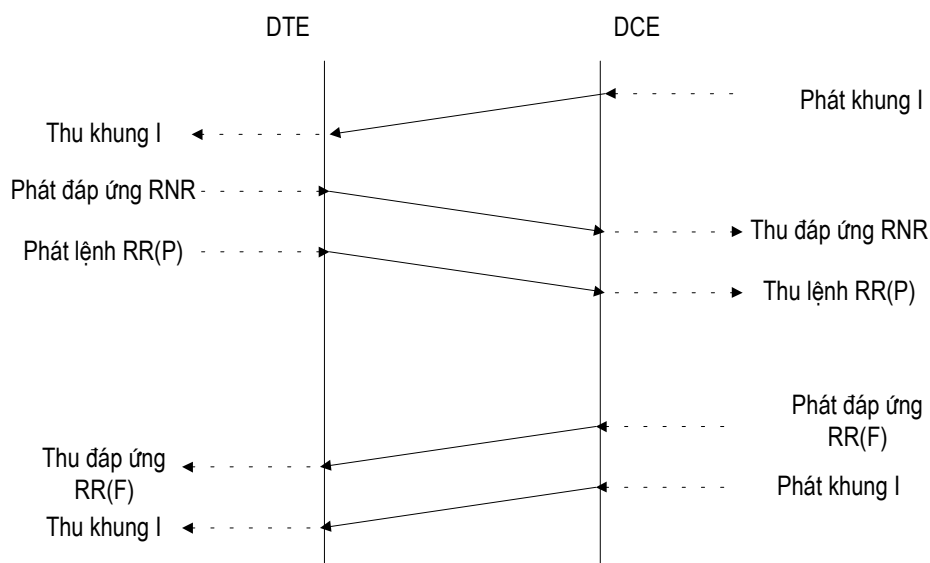 DTE
DCE
Phát khung I
Thu khung I
Phát đáp ứng RNR
Thu đáp ứng RNR
Phát lệnh RR(P)
Thu lệnh RR(P)
Phát đáp ứng
RR(F)
Thu đáp ứng
RR(F)
Phát khung I
Thu khung I